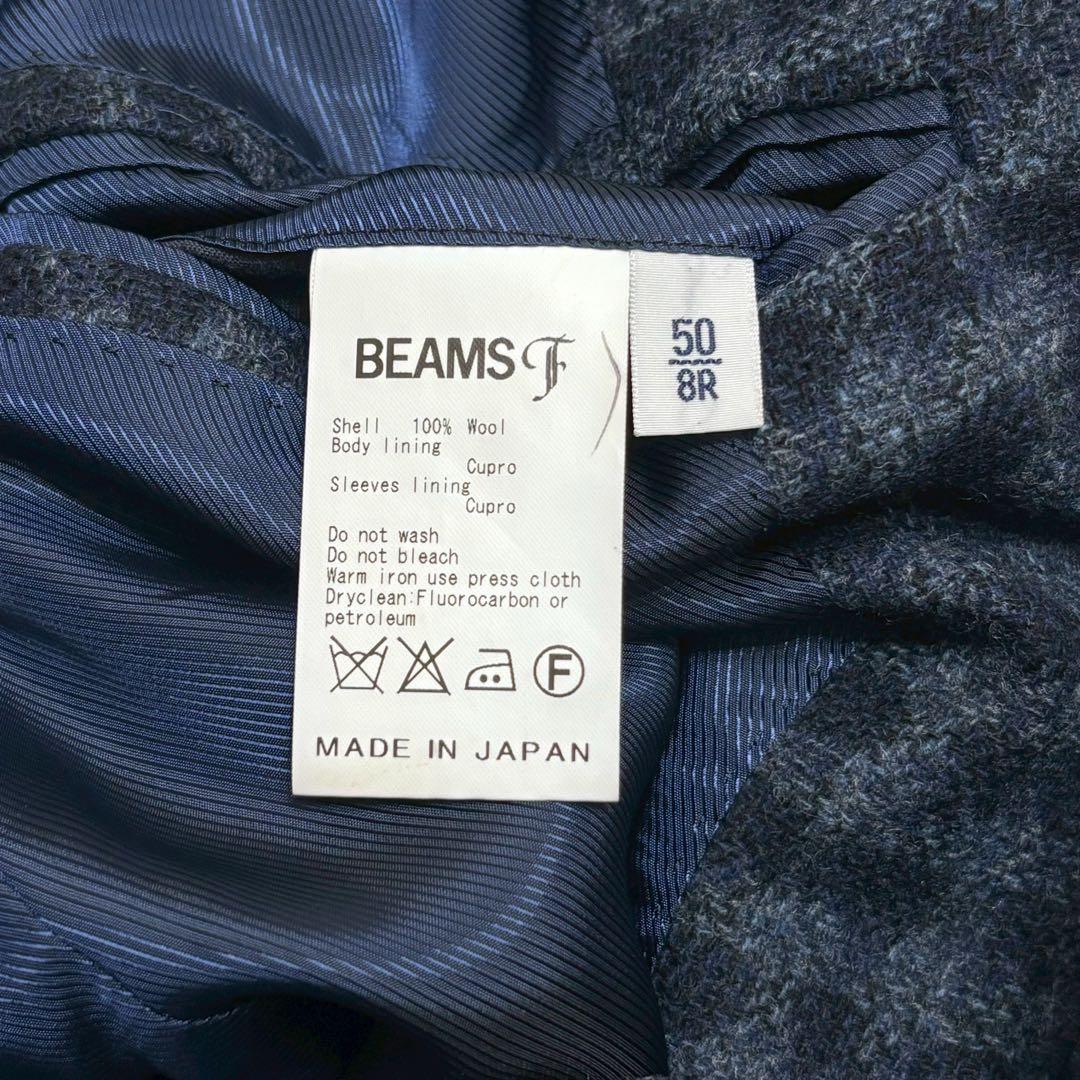 BEAMS F
Shell 100% Wool
Body lining
Cupro
Sleeves lining
Cupro
Do not wash
Do not bleach
Warm iron use press cloth
Dryclean:Fluorocarbon or
petroleum
F
MADE IN JAPAN
50
8R